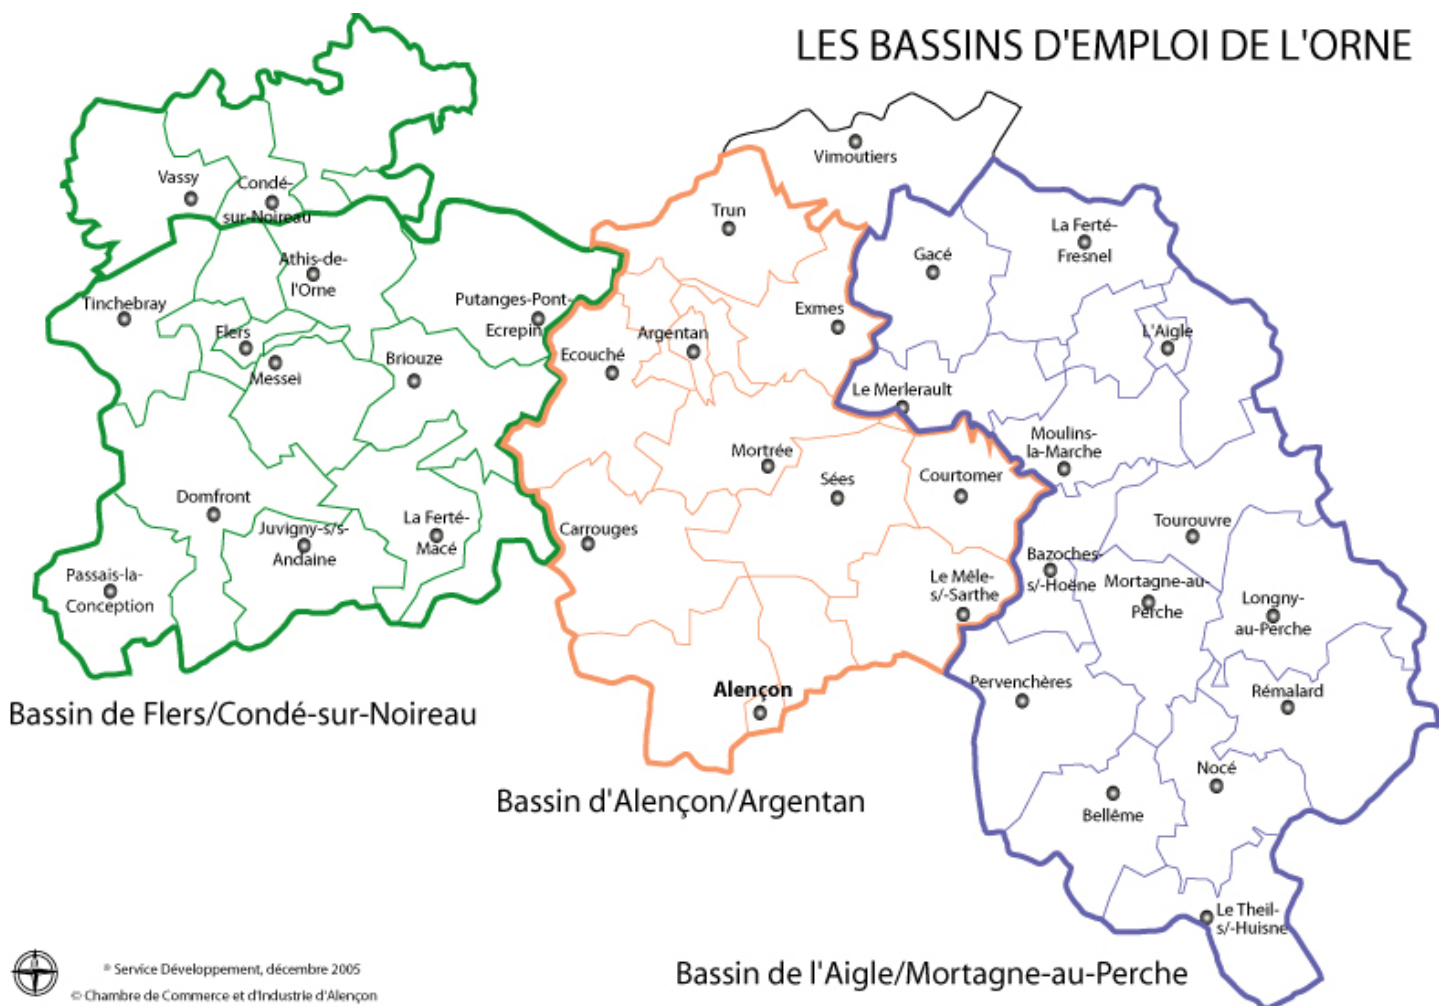 LES BASSINS D'EMPLOI DE L'ORNE
Vimoutiers
Vassy
Condé-
sur-Noireau
Trun
La Ferté-
Fresnel
Gacé
Athis-de-
l'Orne
Tinchebray
Putanges-Pont-
Ecrepin
Exmes
Flers
Argentan
L'Aigle
Messei
Briouze
Ecouché
Le Merlerault
Moulins-
la-Marche
Mortrée
Sées
Courtomer
Domfront
Juvigny-s/s-
Andaine
La Ferté-
Macé
Carrouges
Tourouvre
Bazoches-
s/-Hoëne
Passais-la-
Conception
Le Mêle-
s/-Sarthe
Mortagne-au-
Perche
Longny-
au-Perche
Pervenchères
Rémalard
Alençon
Bassin de Flers/Condé-sur-Noireau
Nocé
Bassin d'Alençon/Argentan
Bellême
Le Theil-
s/-Huisne
Bassin de l'Aigle/Mortagne-au-Perche
® Service Développement, décembre 2005
© Chambre de Commerce et d'Industrie d'Alençon